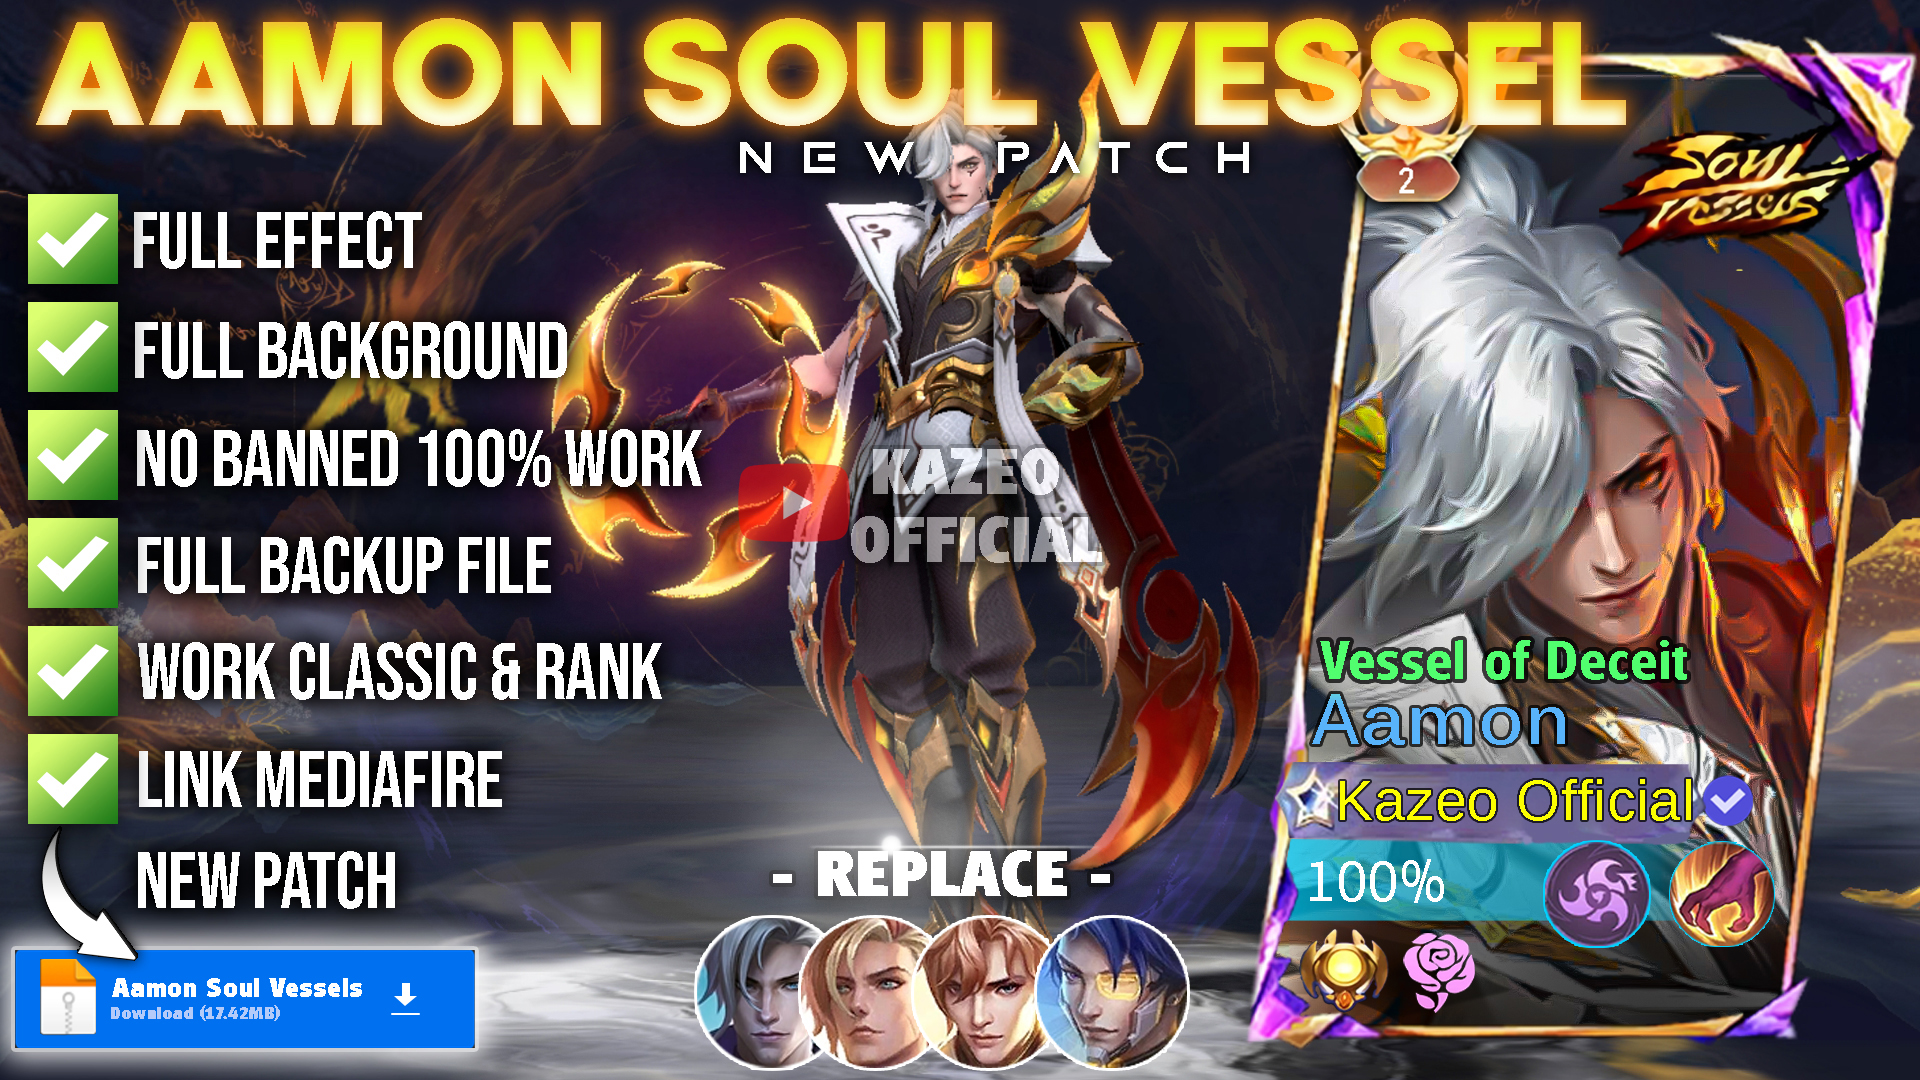 AAMON SOUL VESSEL
NEW PATCH
2
SOUL
Vessels
FULL EFFECT
FULL BACKGROUND
NO BANNED 100% WORK
FULL BACKUP FILE
WORK CLASSIC & RANK
LINK MEDIAFIRE
NEW PATCH
Aamon Soul Vessels
Download (17.42MB)
KAZEO
OFFICIAL
- REPLACE -
Vessel of Deceit
Aamon
Kazeo Official
100%